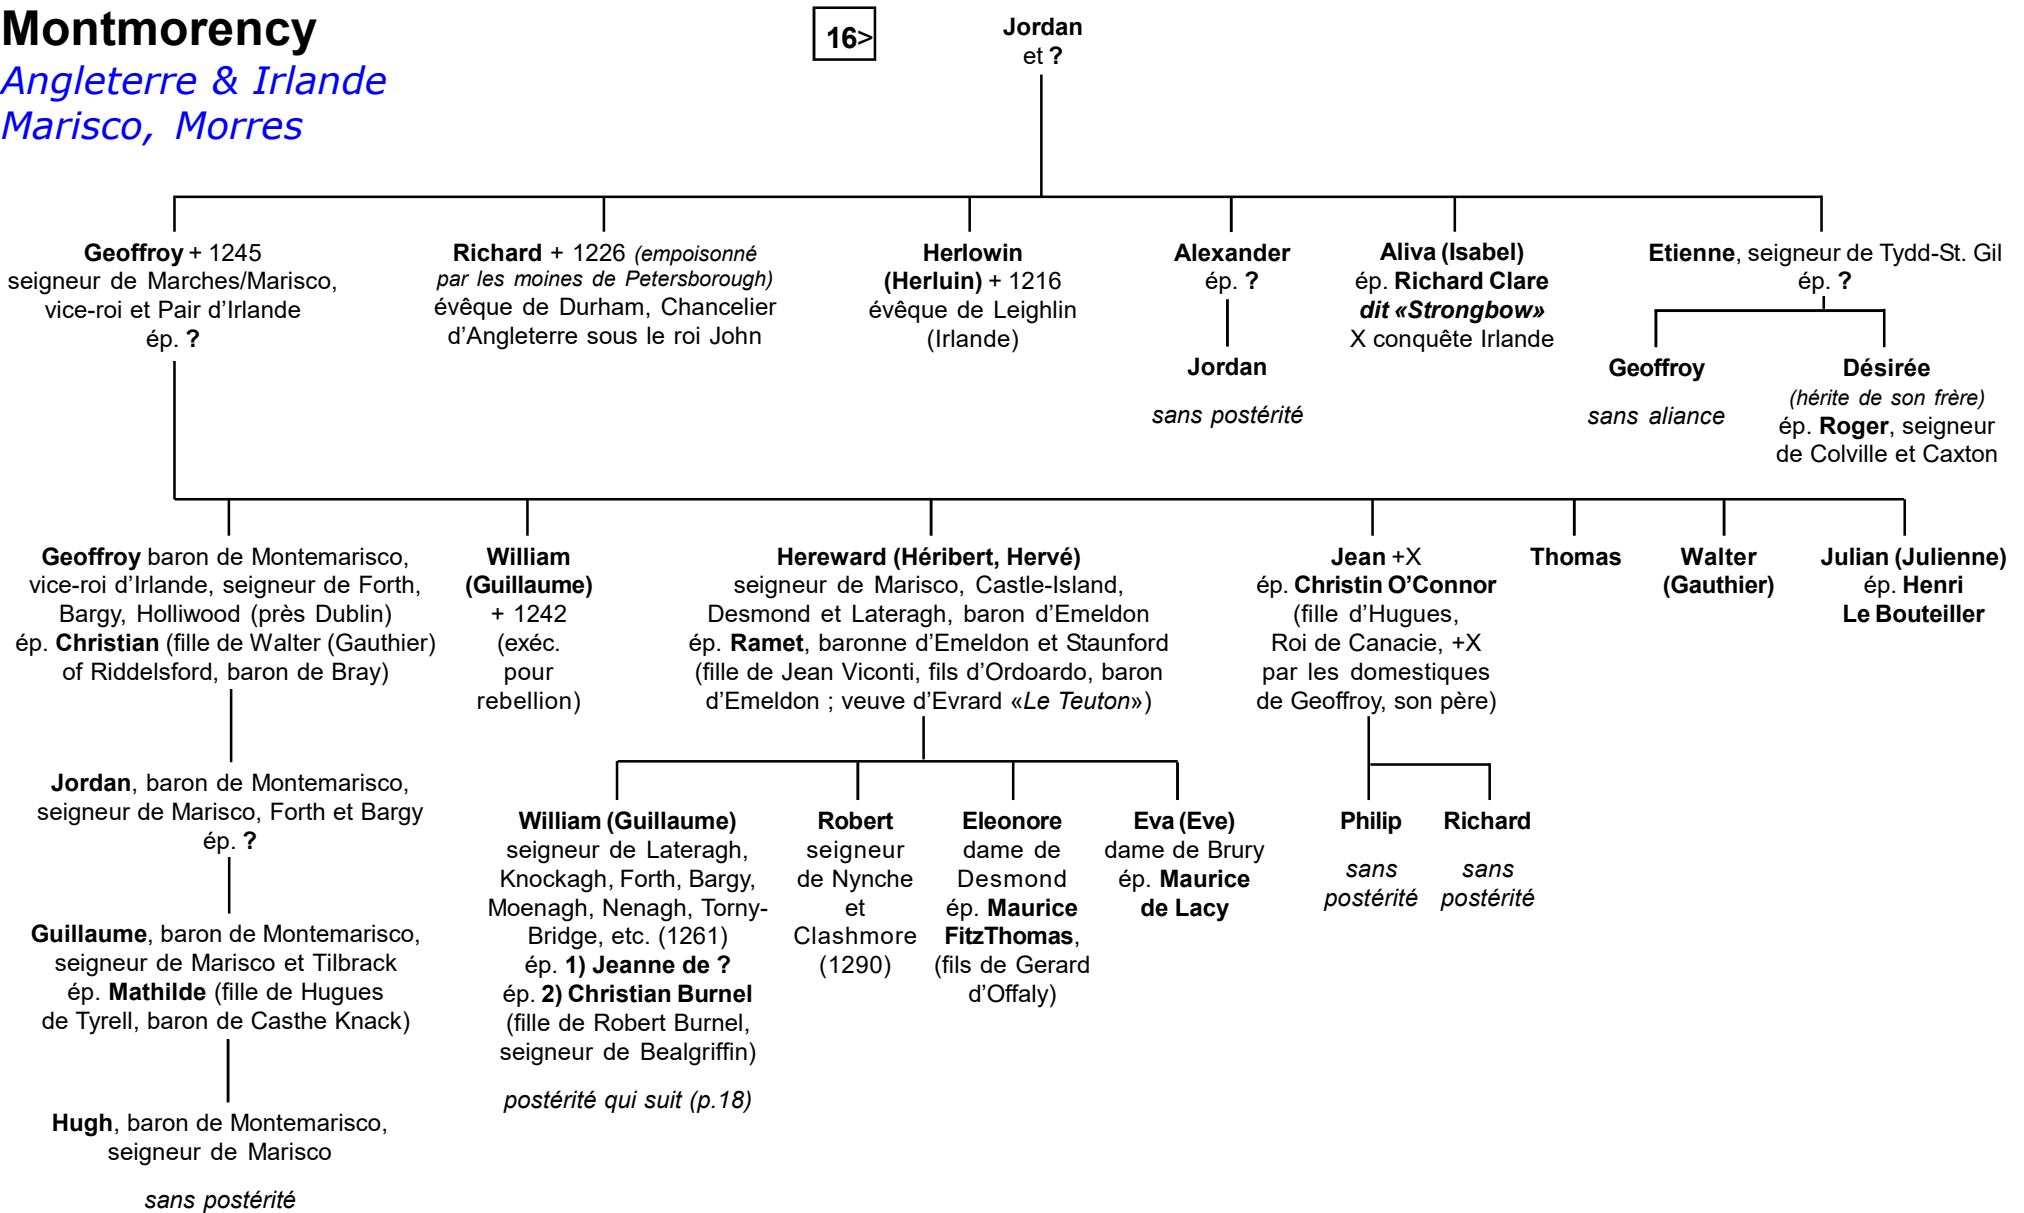 Montmorency
Angleterre & Irlande
Marisco, Morres
16>
Jordan
et ?
Geoffroy + 1245
seigneur de Marches/Marisco,
vice-roi et Pair d’Irlande
ép. ?
Richard + 1226 (empoisonné
par les moines de Petersborough)
évêque de Durham, Chancelier
d’Angleterre sous le roi John
Herlowin
(Herluin) + 1216
évêque de Leighlin
(Irlande)
Alexander
ép. ?
Jordan
sans postérité
Aliva (Isabel)
ép. Richard Clare
dit «Strongbow»
X conquête Irlande
Etienne, seigneur de Tydd-St. Gil
ép. ?
Geoffroy
sans aliance
Désirée
(hérite de son frère)
ép. Roger, seigneur
de Colville et Caxton
Geoffroy baron de Montemarisco,
vice-roi d’Irlande, seigneur de Forth,
Bargy, Holliwood (près Dublin)
ép. Christian (fille de Walter (Gauthier)
of Riddelsford, baron de Bray)
William
(Guillaume)
+ 1242
(exéc.
pour
rebellion)
Hereward (Héribert, Hervé)
seigneur de Marisco, Castle-Island,
Desmond et Lateragh, baron d’Emeldon
ép. Ramet, baronne d’Emeldon et Staunford
(fille de Jean Viconti, fils d’Ordoardo, baron
d’Emeldon ; veuve d’Evrard «Le Teuton»)
Jean +X
ép. Christin O’Connor
(fille d’Hugues,
Roi de Canacie, +X
par les domestiques
de Geoffroy, son père)
Thomas
Walter
(Gauthier)
Julian (Julienne)
ép. Henri
Le Bouteiller
Jordan, baron de Montemarisco,
seigneur de Marisco, Forth et Bargy
ép. ?
William (Guillaume)
seigneur de Lateragh,
Knockagh, Forth, Bargy,
Moenagh, Nenagh, Torny-
Bridge, etc. (1261)
ép. 1) Jeanne de ?
ép. 2) Christian Burnel
(fille de Robert Burnel,
seigneur de Bealgriffin)
postérité qui suit (p.18)
Robert
seigneur
de Nynche
et
Clashmore
(1290)
Eleonore
dame de
Desmond
ép. Maurice
FitzThomas,
(fils de Gerard
d’Offaly)
Eva (Eve)
dame de Brury
ép. Maurice
de Lacy
Philip
sans
postérité
Richard
sans
postérité
Guillaume, baron de Montemarisco,
seigneur de Marisco et Tilbrack
ép. Mathilde (fille de Hugues
de Tyrell, baron de Casthe Knack)
Hugh, baron de Montemarisco,
seigneur de Marisco
sans postérité